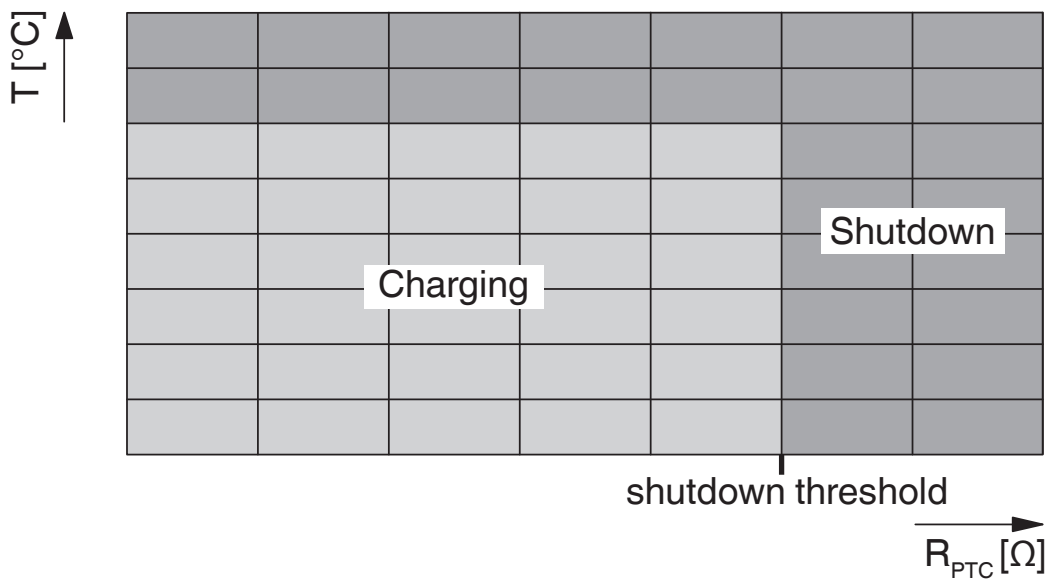 T [°C]
Shutdown
Charging
shutdown threshold
R_PTC [Ω]